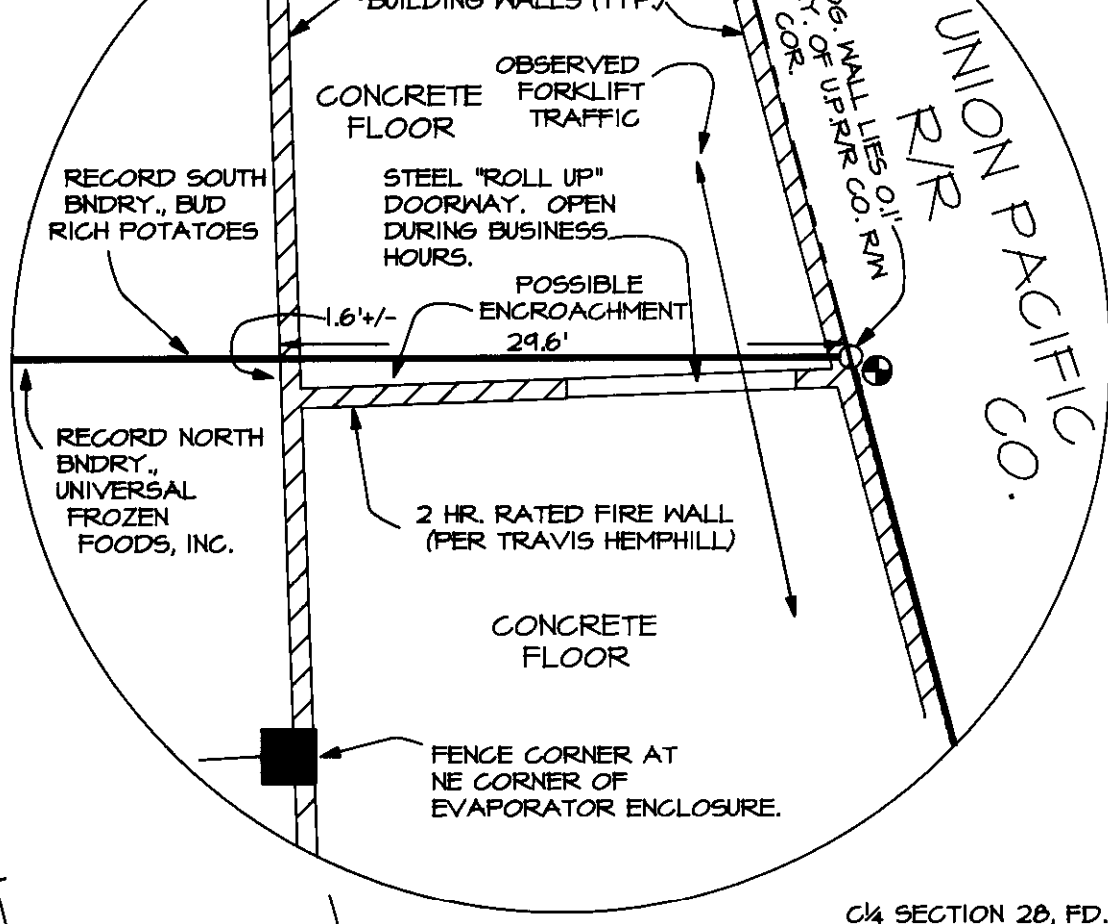 BUILDING WALLS (TYP.)
OBSERVED
FORKLIFT
TRAFFIC
CONCRETE
FLOOR
UNION PACIFIC
R/R
CO.
WALL LIES 0.1'
OF U.P.R/R CO. R/W
COR.
RECORD SOUTH
BNDRY., BUD
RICH POTATOES
STEEL "ROLL UP"
DOORWAY. OPEN
DURING BUSINESS
HOURS.
POSSIBLE
ENCROACHMENT
1.6'+/-
29.6'
RECORD NORTH
BNDRY.,
UNIVERSAL
FROZEN
FOODS, INC.
2 HR. RATED FIRE WALL
(PER TRAVIS HEMPHILL)
CONCRETE
FLOOR
FENCE CORNER AT
NE CORNER OF
EVAPORATOR ENCLOSURE.
C¼ SECTION 28, FD.